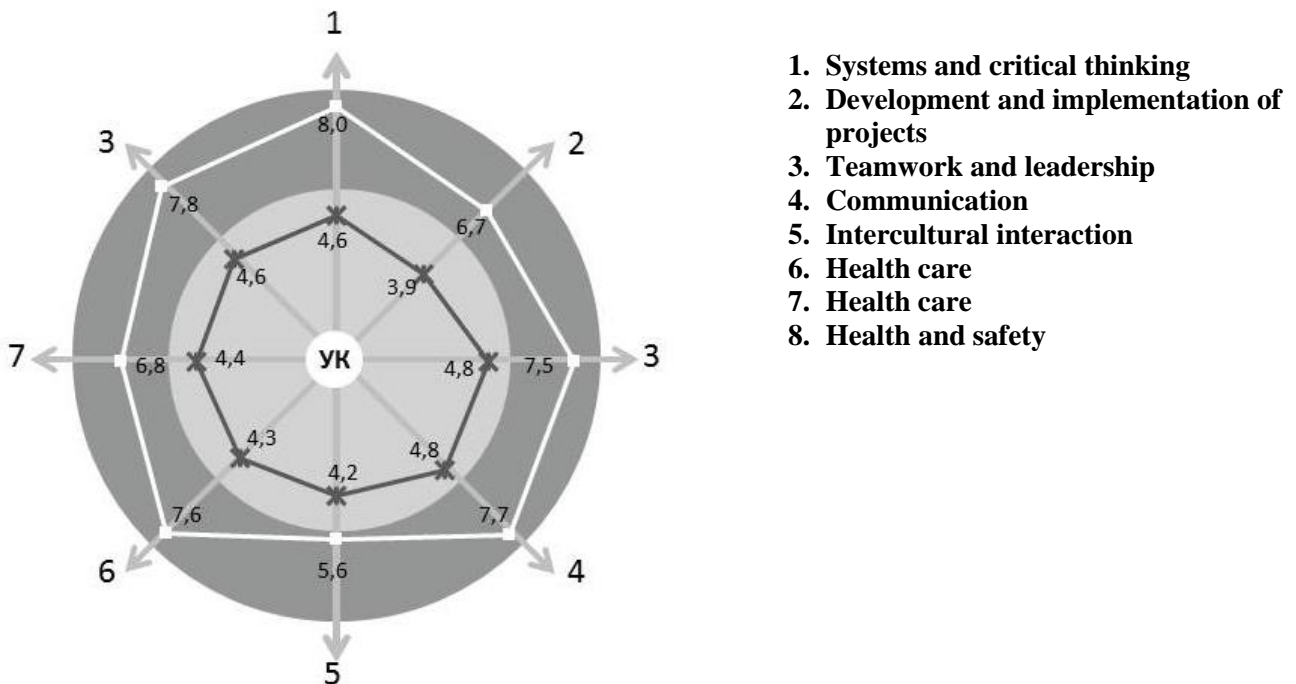 1
3
2
8,0
7,8
6,7
4,6
4,6
3,9
7
6,8
4,4
УК
4,8
7,5
3
4,3
4,2
4,8
7,6
5,6
7,7
6
4
5
1. Systems and critical thinking
2. Development and implementation of
projects
3. Teamwork and leadership
4. Communication
5. Intercultural interaction
6. Health care
7. Health care
8. Health and safety